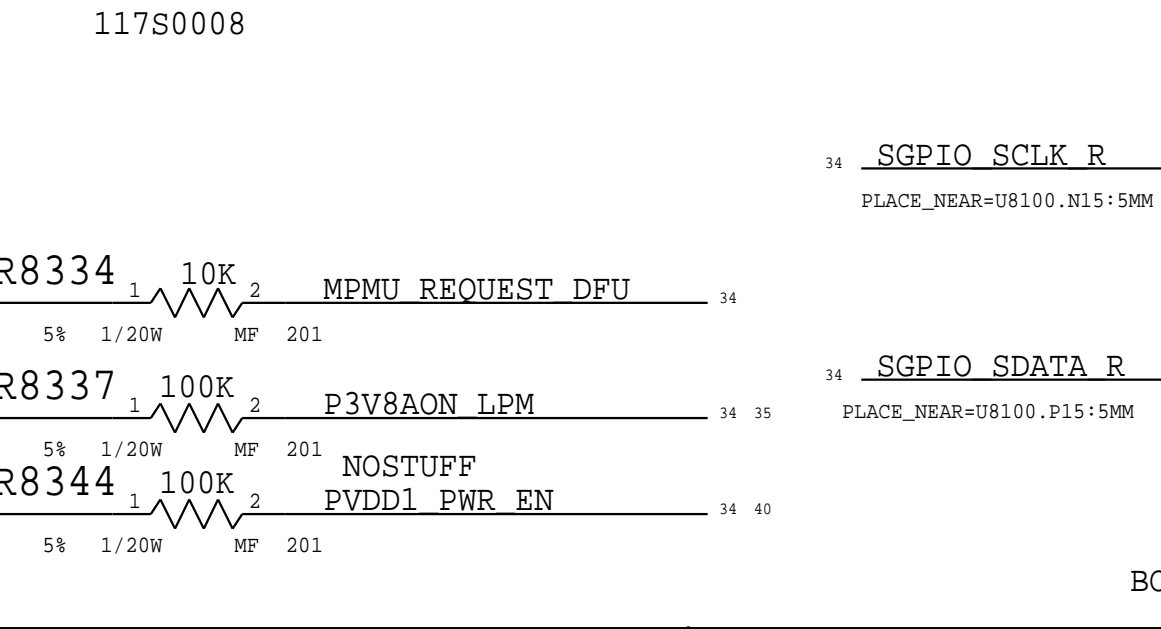 117S0008
34 SGPIO_SCLK_R
PLACE_NEAR=U8100.N15:5MM
R8334 1 10K 2 MPMU_REQUEST_DFU 34
5% 1/20W MF 201
34 SGPIO_SDATA_R
PLACE_NEAR=U8100.P15:5MM
R8337 1 100K 2 P3V8AON_LPM 34 35
5% 1/20W MF 201
NOSTUFF
R8344 1 100K 2 PVDD1_PWR_EN 34 40
5% 1/20W MF 201